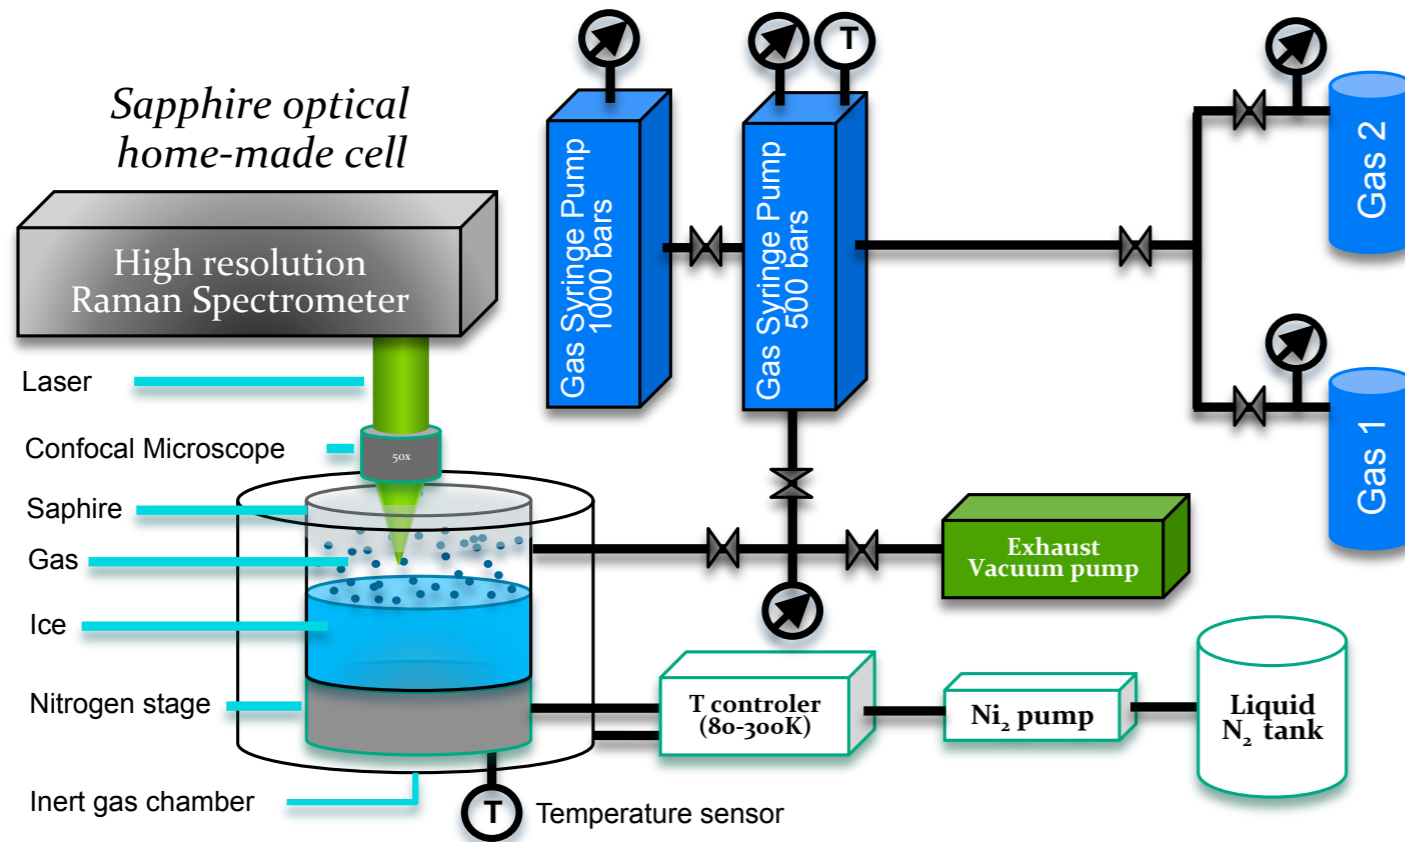 Sapphire optical
home-made cell
High resolution
Raman Spectrometer
Laser
Confocal Microscope
50x
Saphire
Gas
Ice
Nitrogen stage
Inert gas chamber
T
Temperature sensor
Gas Syringe Pump
1000 bars
Gas Syringe Pump
500 bars
T
Gas 2
Gas 1
Exhaust
Vacuum pump
T controler
(80-300K)
Ni₂ pump
Liquid
N₂ tank